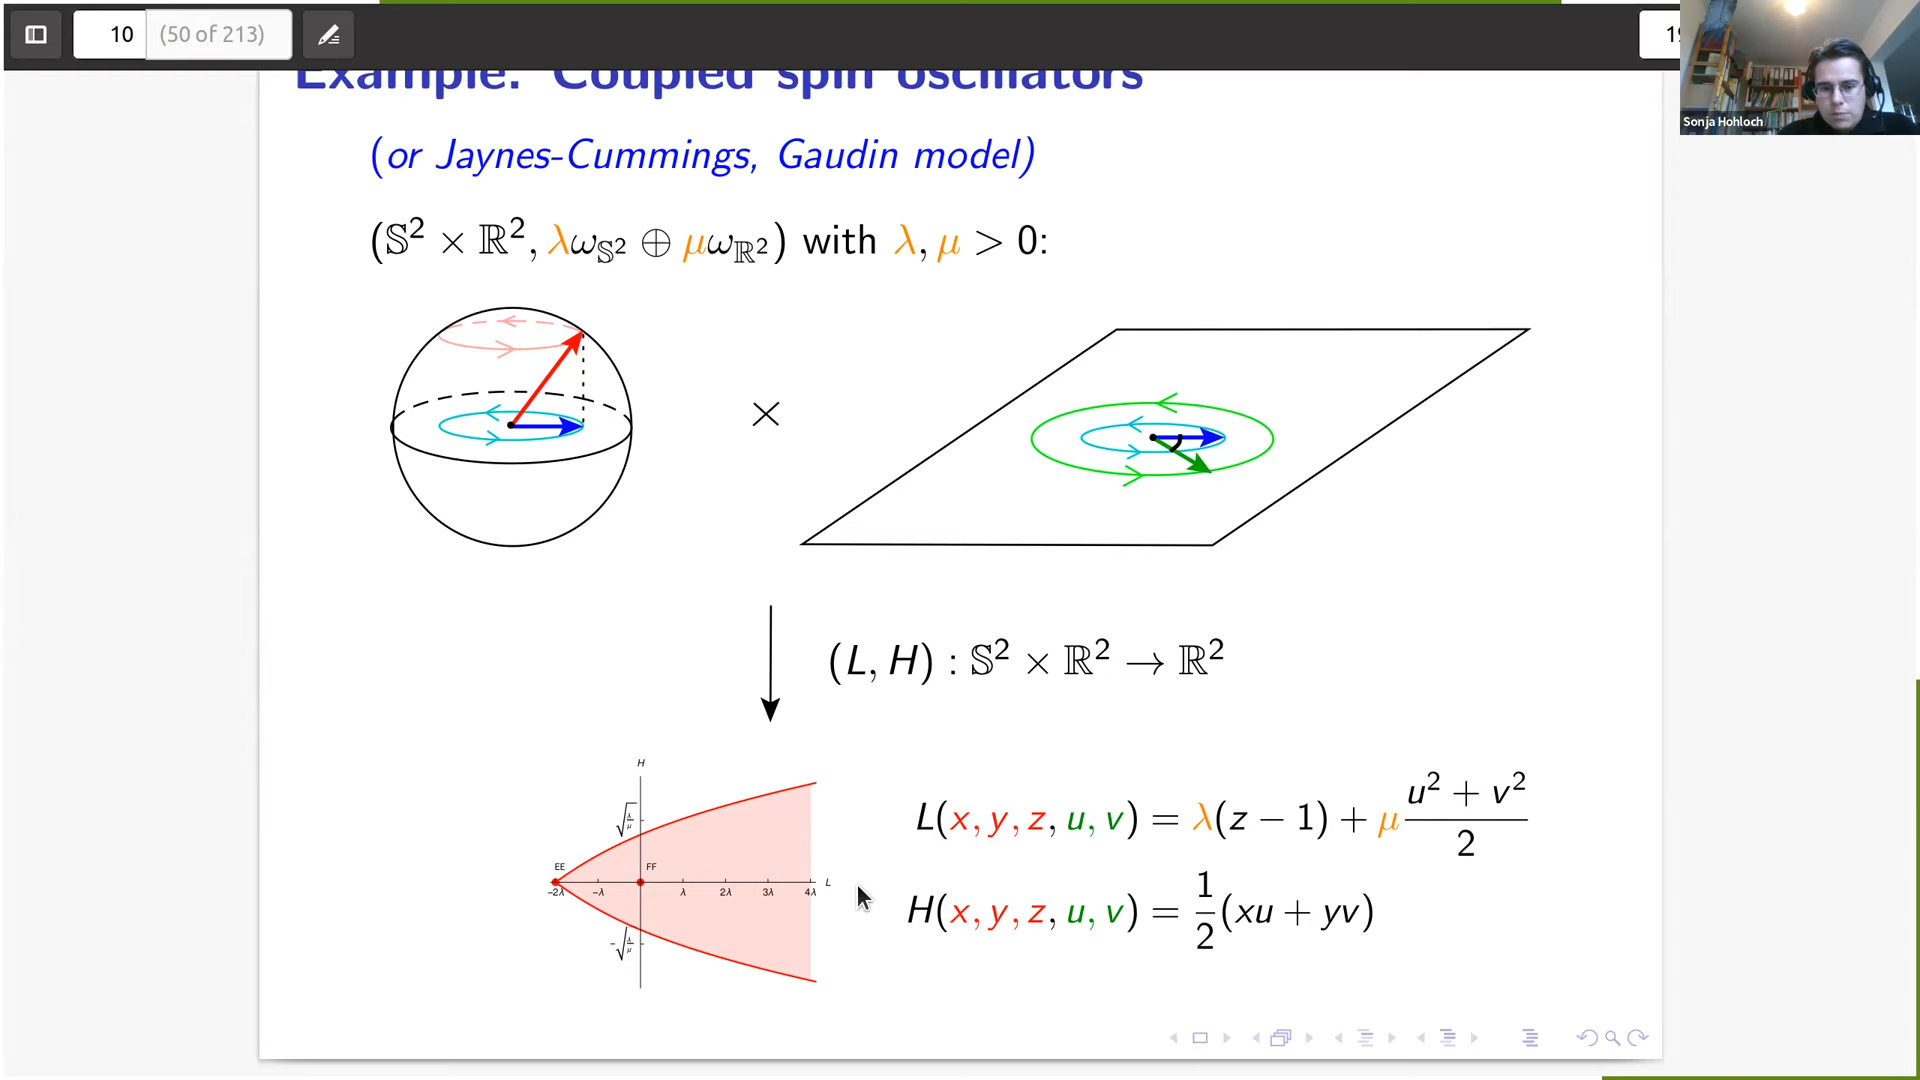 10 (50 of 213)
19
Sonja Hohloch
Example: Coupled spin oscillators
(or Jaynes-Cummings, Gaudin model)
(𝕊² × ℝ², λω_𝕊² ⊕ μω_ℝ²) with λ, μ > 0:
×
(L, H) : 𝕊² × ℝ² → ℝ²
H
√(λ/μ)
EE FF
-2λ -λ λ 2λ 3λ 4λ L
-√(λ/μ)
L(x, y, z, u, v) = λ(z − 1) + μ (u² + v²)/2
H(x, y, z, u, v) = 1/2 (xu + yv)